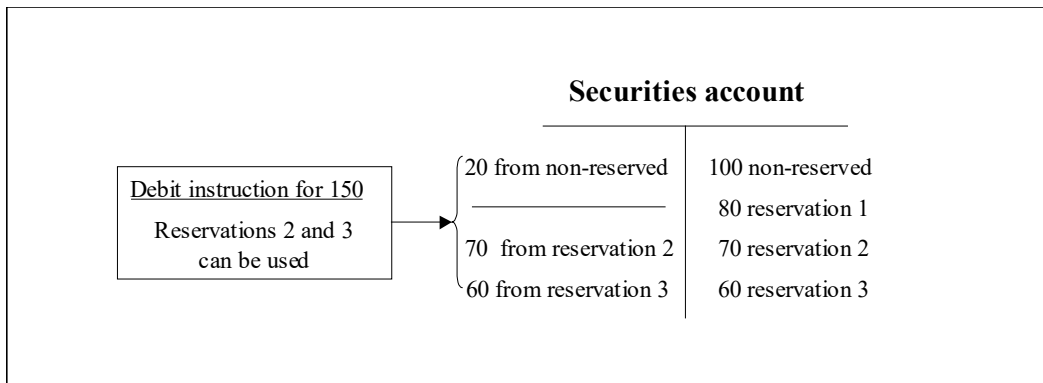 Securities account
Debit instruction for 150
Reservations 2 and 3
can be used
20 from non-reserved
70 from reservation 2
60 from reservation 3
100 non-reserved
80 reservation 1
70 reservation 2
60 reservation 3